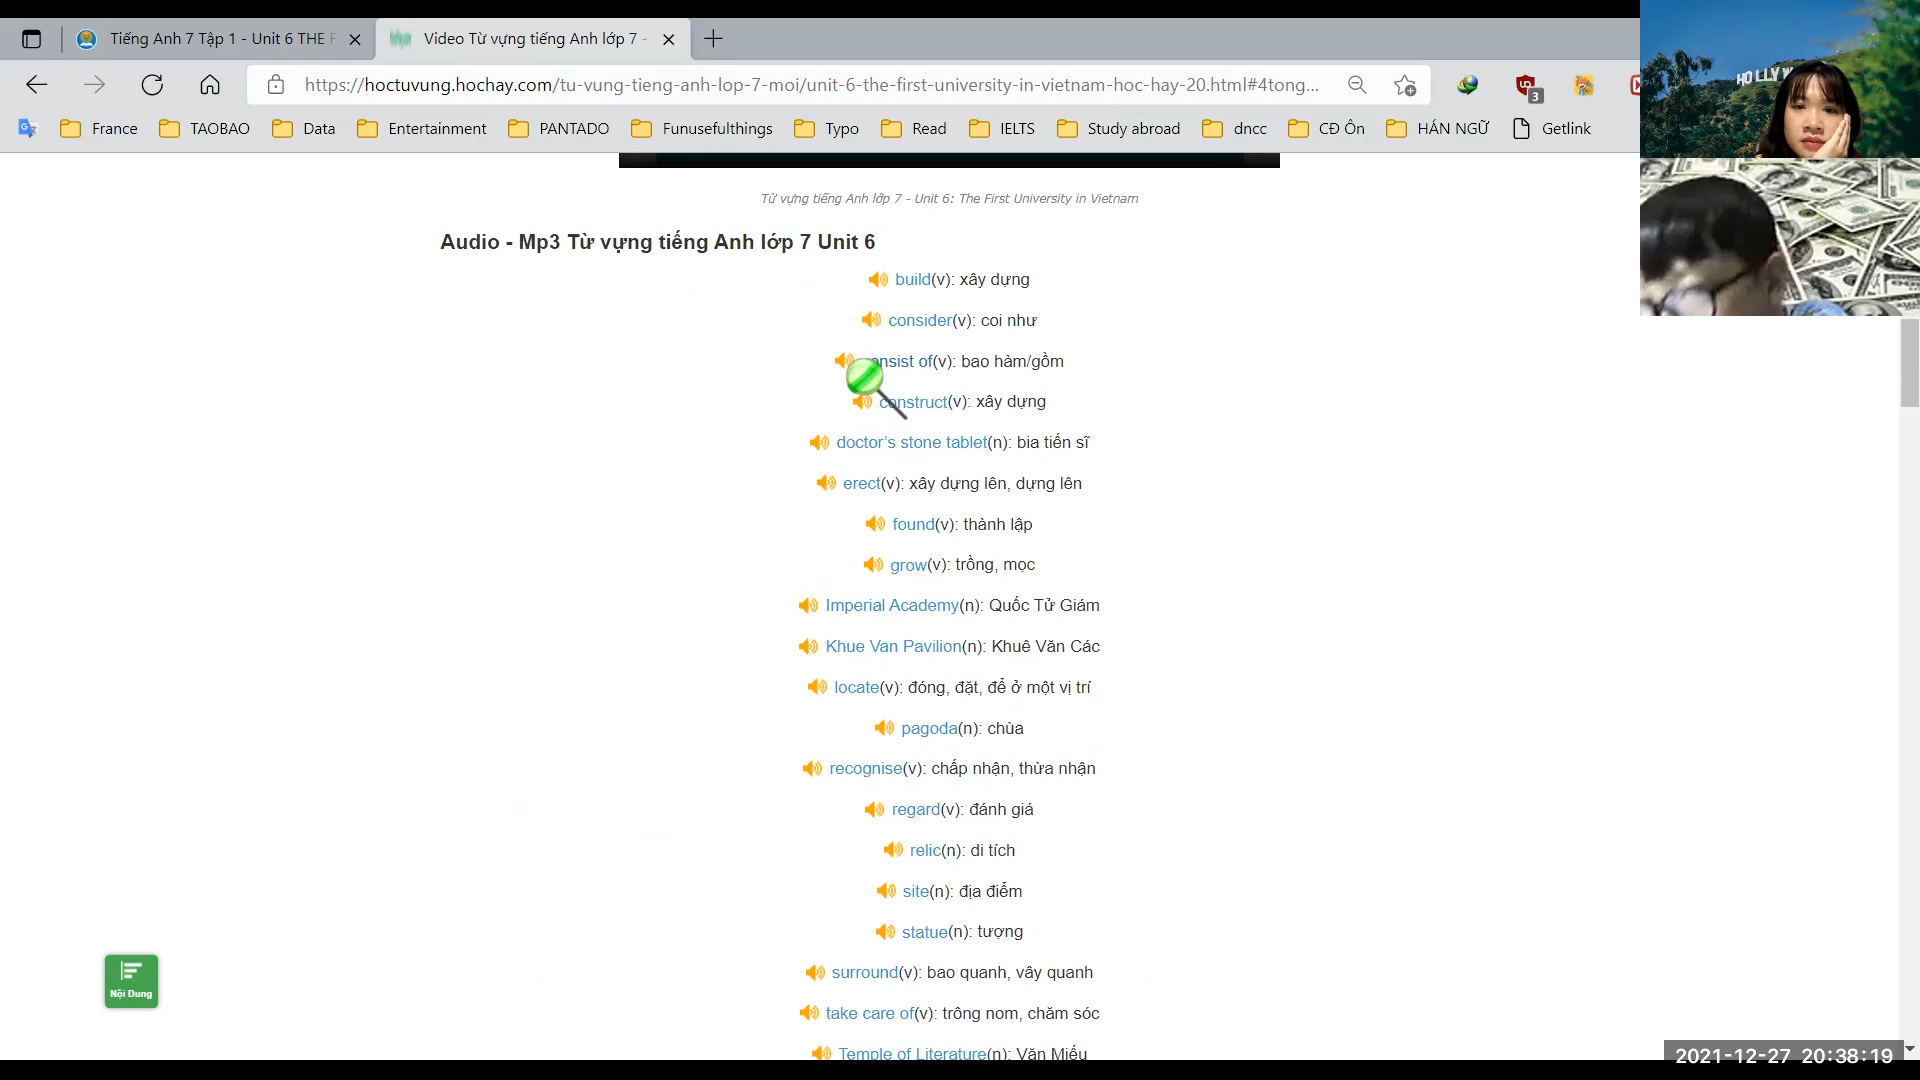 Tiếng Anh 7 Tập 1 - Unit 6 THE F
Video Từ vựng tiếng Anh lớp 7 -
https://hoctuvung.hochay.com/tu-vung-tieng-anh-lop-7-moi/unit-6-the-first-university-in-vietnam-hoc-hay-20.html#4tong...
3
France TAOBAO Data Entertainment PANTADO Funusefulthings Typo Read IELTS Study abroad dncc CĐ Ôn HÁN NGỮ Getlink
Từ vựng tiếng Anh lớp 7 - Unit 6: The First University in Vietnam
Audio - Mp3 Từ vựng tiếng Anh lớp 7 Unit 6
build(v): xây dựng
consider(v): coi như
onsist of(v): bao hàm/gồm
construct(v): xây dựng
doctor’s stone tablet(n): bia tiến sĩ
erect(v): xây dựng lên, dựng lên
found(v): thành lập
grow(v): trồng, mọc
Imperial Academy(n): Quốc Tử Giám
Khue Van Pavilion(n): Khuê Văn Các
locate(v): đóng, đặt, để ở một vị trí
pagoda(n): chùa
recognise(v): chấp nhận, thừa nhận
regard(v): đánh giá
relic(n): di tích
site(n): địa điểm
statue(n): tượng
surround(v): bao quanh, vây quanh
take care of(v): trông nom, chăm sóc
Temple of Literature(n): Văn Miếu
Nội Dung
2021-12-27 20:38:19